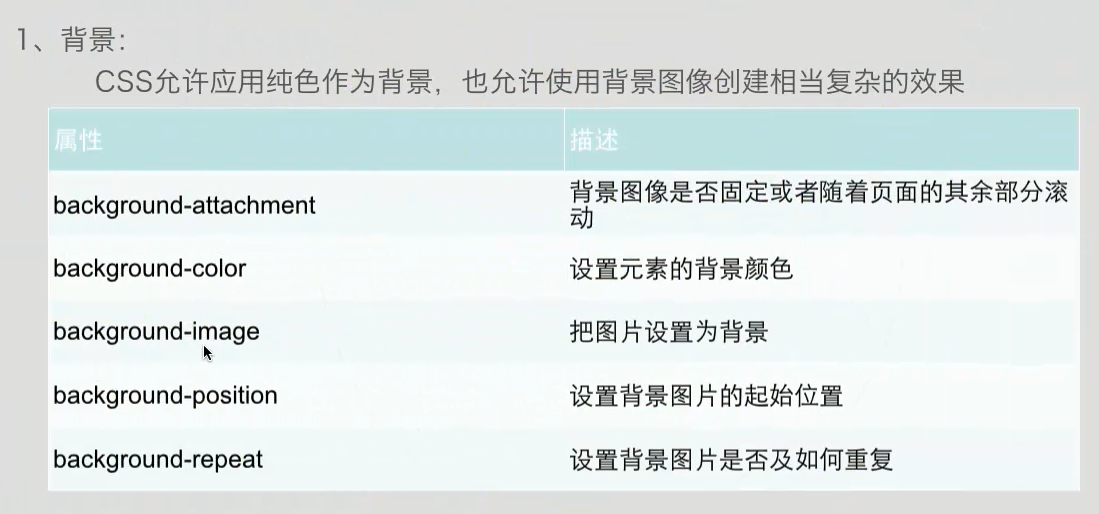 1、背景：
CSS允许应用纯色作为背景，也允许使用背景图像创建相当复杂的效果
属性 描述
background-attachment 背景图像是否固定或者随着页面的其余部分滚
动
background-color 设置元素的背景颜色
background-image 把图片设置为背景
background-position 设置背景图片的起始位置
background-repeat 设置背景图片是否及如何重复